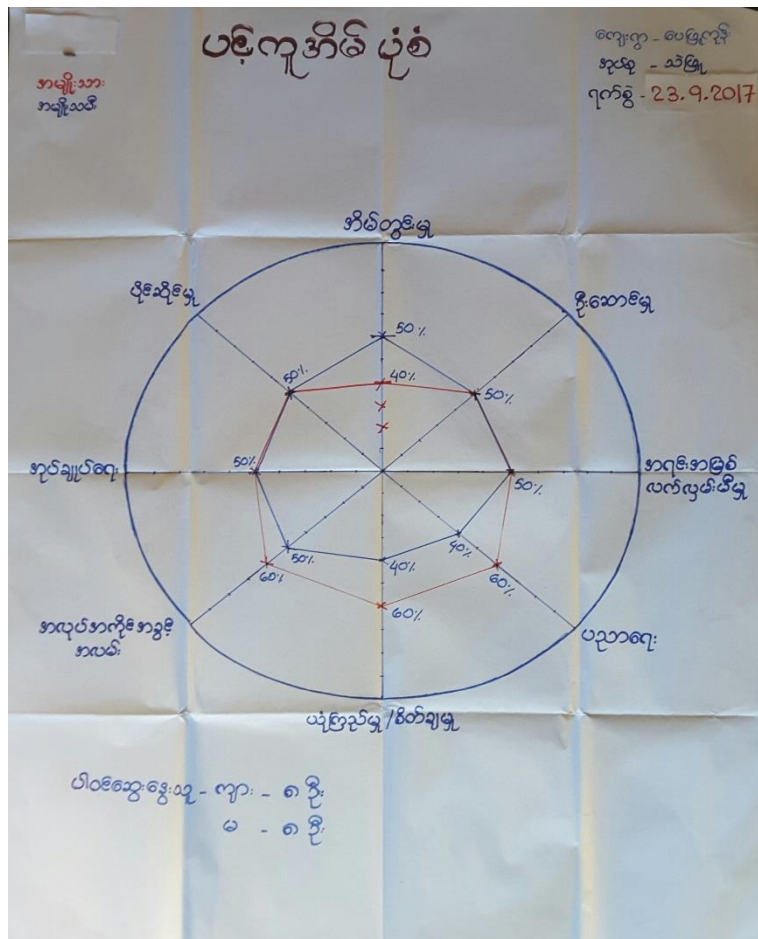 ပင့်ကူအိမ် ပုံစံ
အမျိုးသား
အမျိုးသမီး
ကျေးရွာ - ပေဖြူကုန်း
အုပ်စု - သဲဖြူ
ရက်စွဲ - 23.9.2017
အိမ်တွင်းမှု
ပိုင်ဆိုင်မှု
ဦးဆောင်မှု
50%
40%
50%
50%
အုပ်ချုပ်ရေး
50%
50%
အရင်းအမြစ်
လက်လှမ်းမီမှု
50%
40%
40%
60%
60%
60%
အလုပ်အကိုင်အခွင့်
အလမ်း
ပညာရေး
ယုံကြည်မှု/စိတ်ချမှု
ပါဝင်ဆွေးနွေးသူ - ကျား - ၈ ဦး
မ - ၈ ဦး